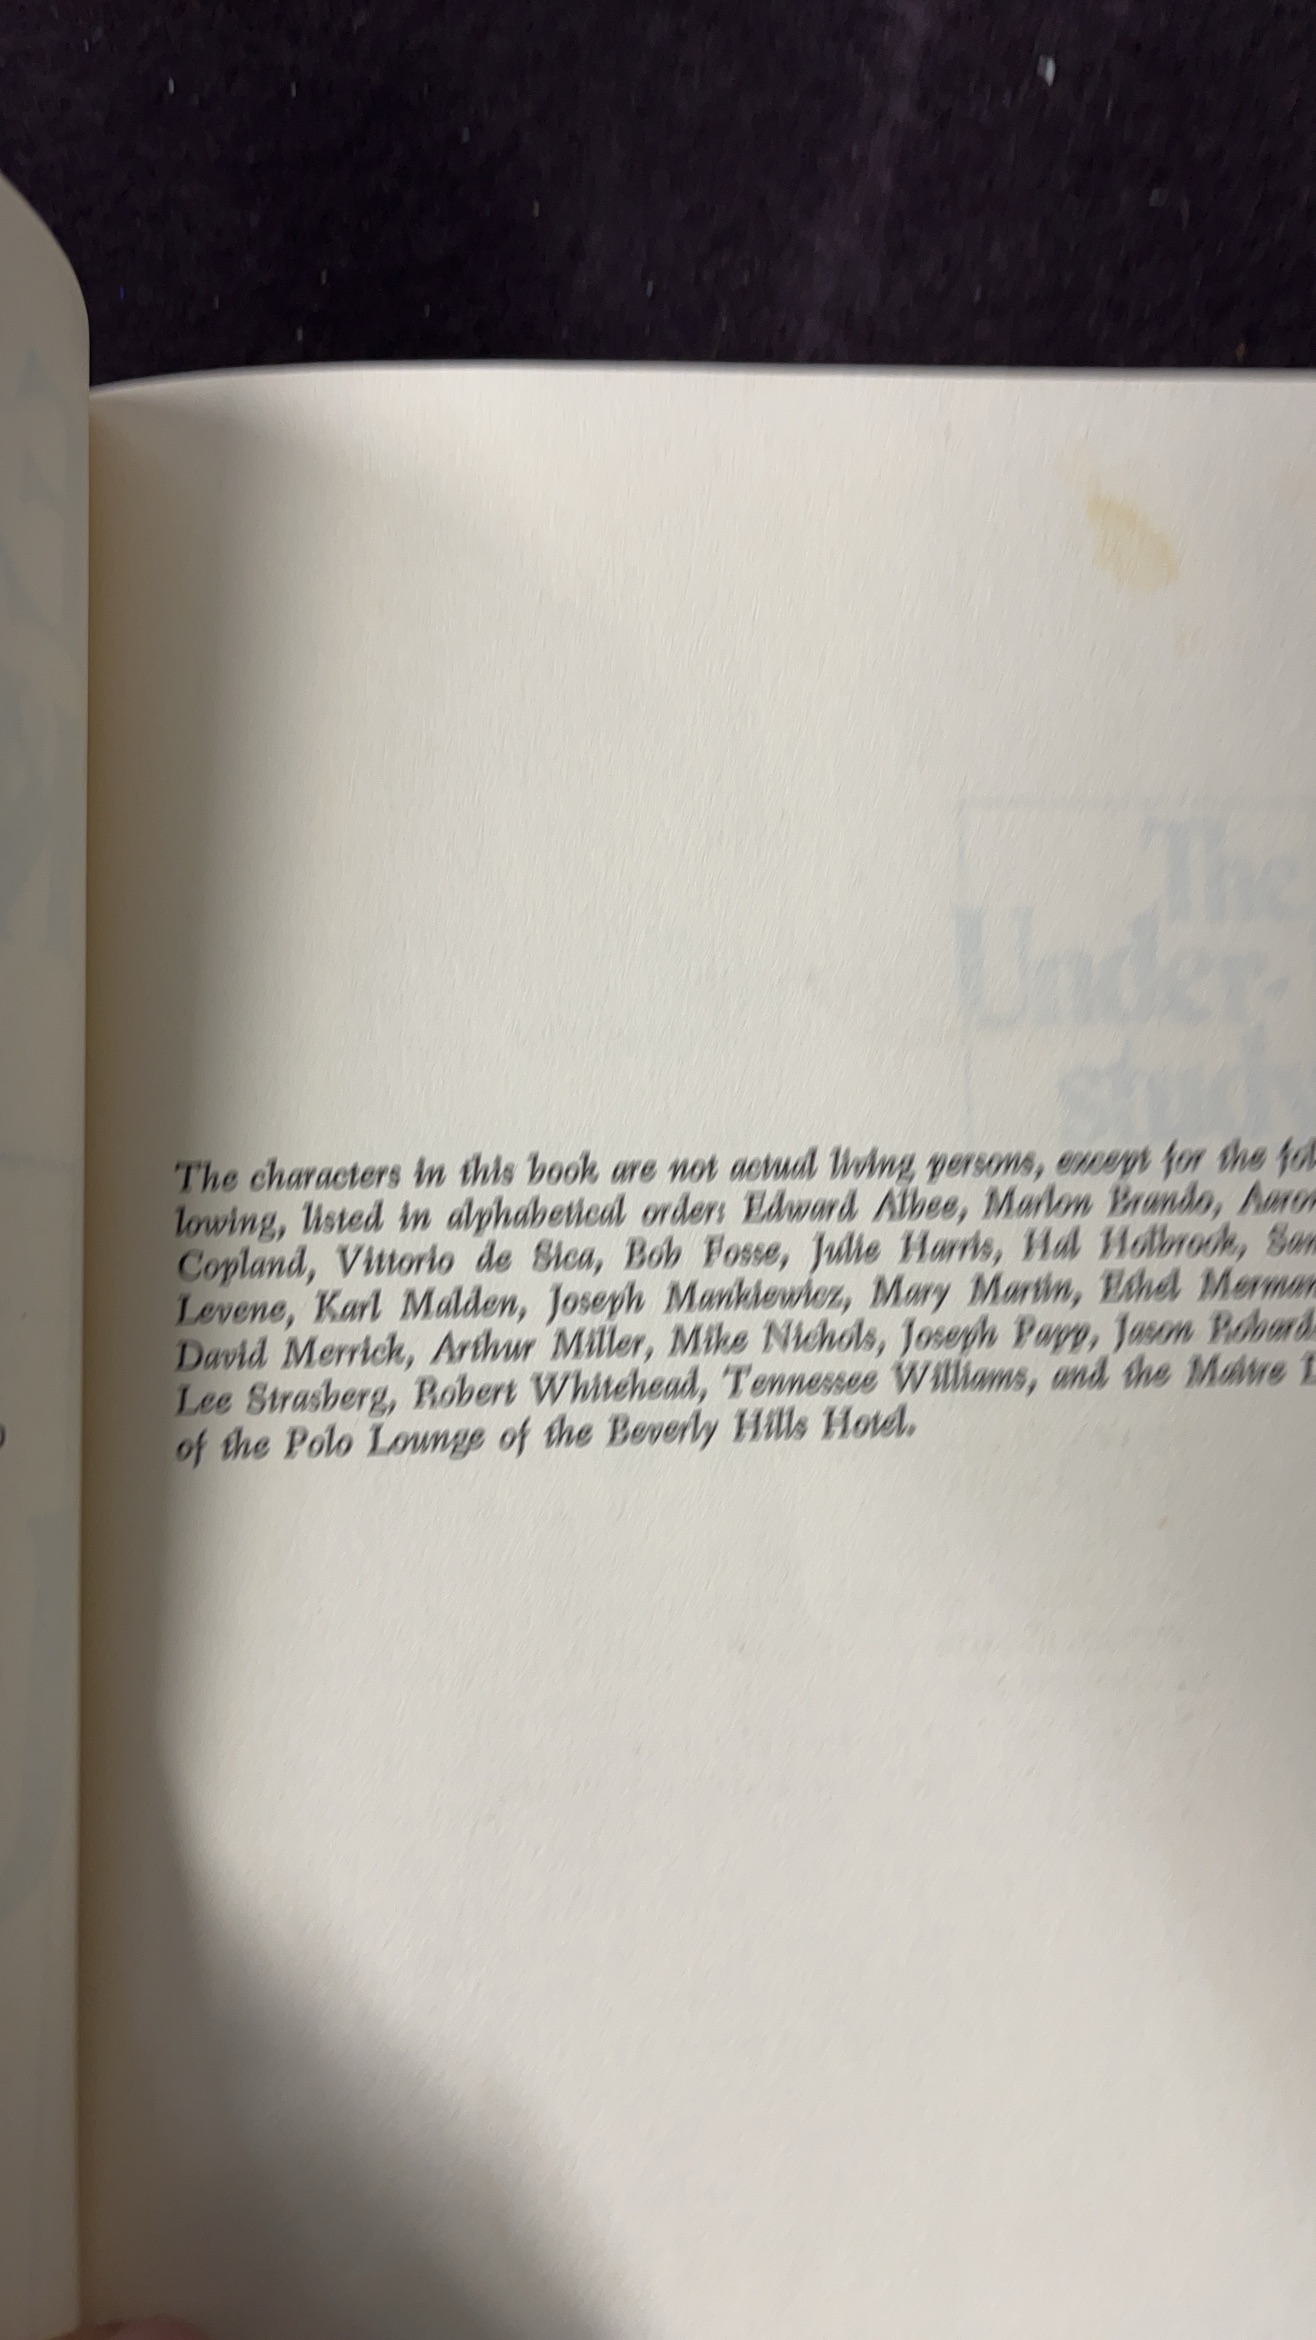 The
Under-
study
The characters in this book are not actual living persons, except for the fol
lowing, listed in alphabetical order: Edward Albee, Marlon Brando, Aaron
Copland, Vittorio de Sica, Bob Fosse, Julie Harris, Hal Holbrook, Sam
Levene, Karl Malden, Joseph Mankiewicz, Mary Martin, Ethel Merman
David Merrick, Arthur Miller, Mike Nichols, Joseph Papp, Jason Robards
Lee Strasberg, Robert Whitehead, Tennessee Williams, and the Maitre
of the Polo Lounge of the Beverly Hills Hotel.